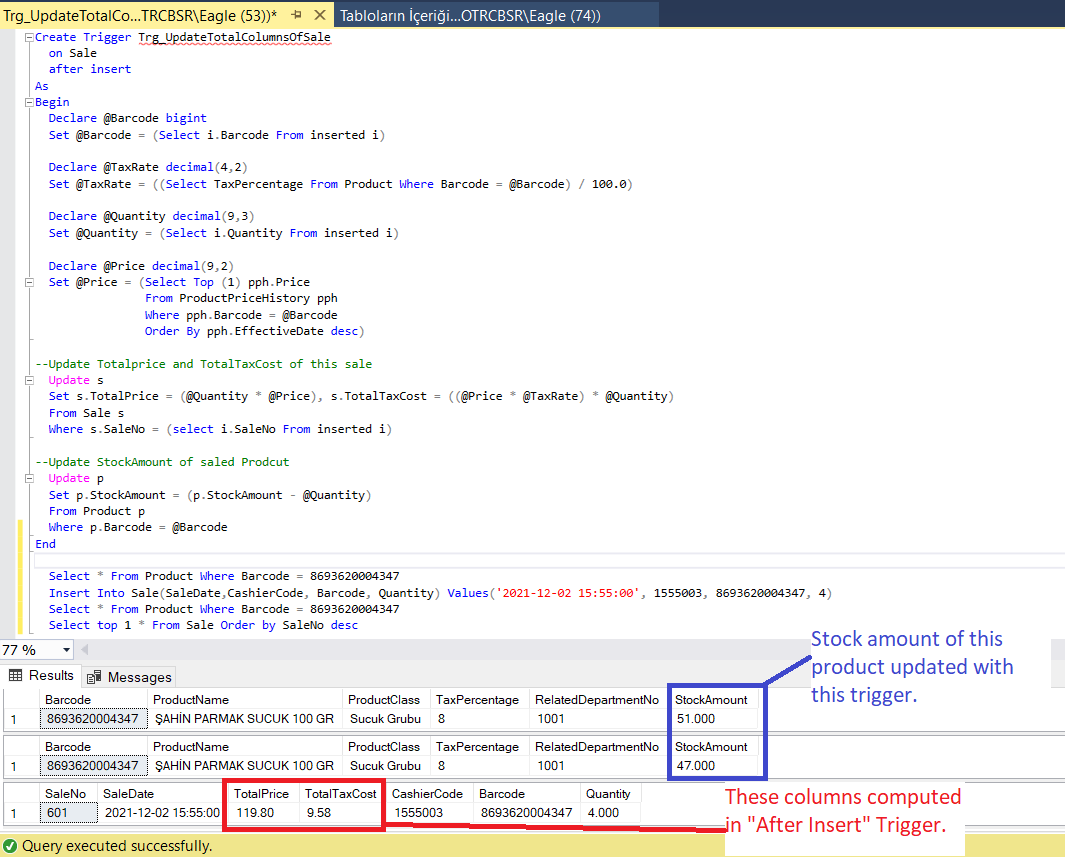 Trg_UpdateTotalCo...TRCBSR\Eagle (53))* Tabloların İçeriği...OTRCBSR\Eagle (74))
Create Trigger Trg_UpdateTotalColumnsOfSale
on Sale
after insert
As
Begin
Declare @Barcode bigint
Set @Barcode = (Select i.Barcode From inserted i)
Declare @TaxRate decimal(4,2)
Set @TaxRate = ((Select TaxPercentage From Product Where Barcode = @Barcode) / 100.0)
Declare @Quantity decimal(9,3)
Set @Quantity = (Select i.Quantity From inserted i)
Declare @Price decimal(9,2)
Set @Price = (Select Top (1) pph.Price
From ProductPriceHistory pph
Where pph.Barcode = @Barcode
Order By pph.EffectiveDate desc)
--Update Totalprice and TotalTaxCost of this sale
Update s
Set s.TotalPrice = (@Quantity * @Price), s.TotalTaxCost = ((@Price * @TaxRate) * @Quantity)
From Sale s
Where s.SaleNo = (select i.SaleNo From inserted i)
--Update StockAmount of saled Prodcut
Update p
Set p.StockAmount = (p.StockAmount - @Quantity)
From Product p
Where p.Barcode = @Barcode
End
Select * From Product Where Barcode = 8693620004347
Insert Into Sale(SaleDate,CashierCode, Barcode, Quantity) Values('2021-12-02 15:55:00', 1555003, 8693620004347, 4)
Select * From Product Where Barcode = 8693620004347
Select top 1 * From Sale Order by SaleNo desc
77 %
Results Messages
Stock amount of this
product updated with
this trigger.
Barcode ProductName ProductClass TaxPercentage RelatedDepartmentNo StockAmount
1 8693620004347 ŞAHİN PARMAK SUCUK 100 GR Sucuk Grubu 8 1001 51.000
Barcode ProductName ProductClass TaxPercentage RelatedDepartmentNo StockAmount
1 8693620004347 ŞAHİN PARMAK SUCUK 100 GR Sucuk Grubu 8 1001 47.000
SaleNo SaleDate TotalPrice TotalTaxCost CashierCode Barcode Quantity
1 601 2021-12-02 15:55:00 119.80 9.58 1555003 8693620004347 4.000
These columns computed
in "After Insert" Trigger.
Query executed successfully.